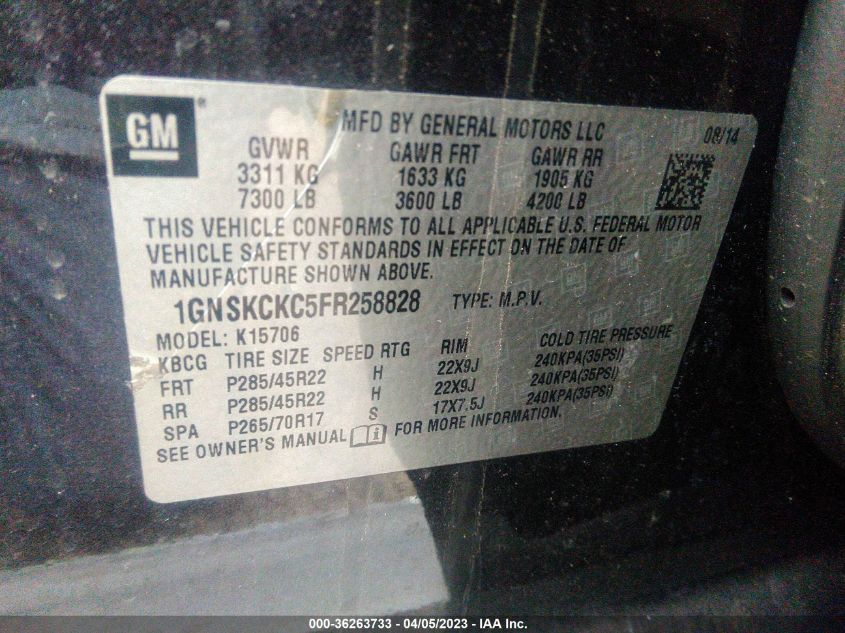 GM®
MFD BY GENERAL MOTORS LLC 08/14
GVWR GAWR FRT GAWR RR
3311 KG 1633 KG 1905 KG
7300 LB 3600 LB 4200 LB
THIS VEHICLE CONFORMS TO ALL APPLICABLE U.S. FEDERAL MOTOR
VEHICLE SAFETY STANDARDS IN EFFECT ON THE DATE OF
MANUFACTURE SHOWN ABOVE.
1GNSKCKC5FR258828 TYPE: M.P.V.
MODEL: K15706
KBCG TIRE SIZE SPEED RTG RIM COLD TIRE PRESSURE
FRT P285/45R22 H 22X9J 240KPA(35PSI)
RR P285/45R22 H 22X9J 240KPA(35PSI)
SPA P265/70R17 S 17X7.5J 240KPA(35PSI)
SEE OWNER'S MANUAL FOR MORE INFORMATION.
000-36263733 - 04/05/2023 - IAA Inc.